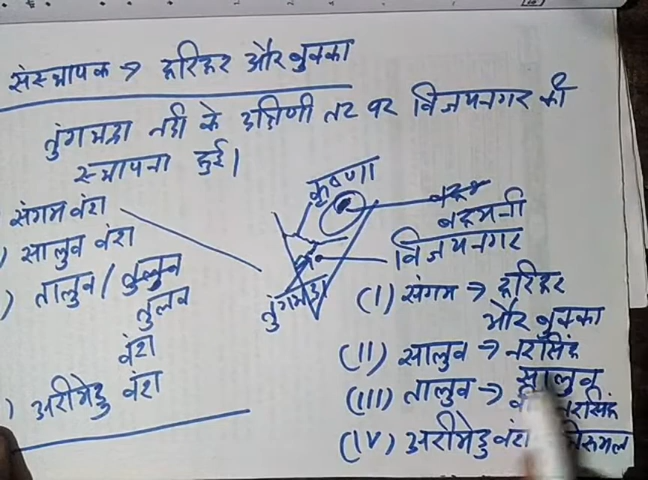 संस्थापक → हरिहर और बुक्का
तुंगभद्रा नदी के दक्षिणी तट पर विजयनगर की
स्थापना हुई।
संगम वंश
) सालुव वंश
) तालुव / तुलुव
तुलव
वंश
) अरीमेडु वंश
कृष्णा
बहमनी
विजयनगर
तुंगभद्रा
(I) संगम → हरिहर
और बुक्का
(II) सालुव → नरसिंह
सालुव
(III) तालुव → नरसिंह
(IV) अरीमेडु वंश